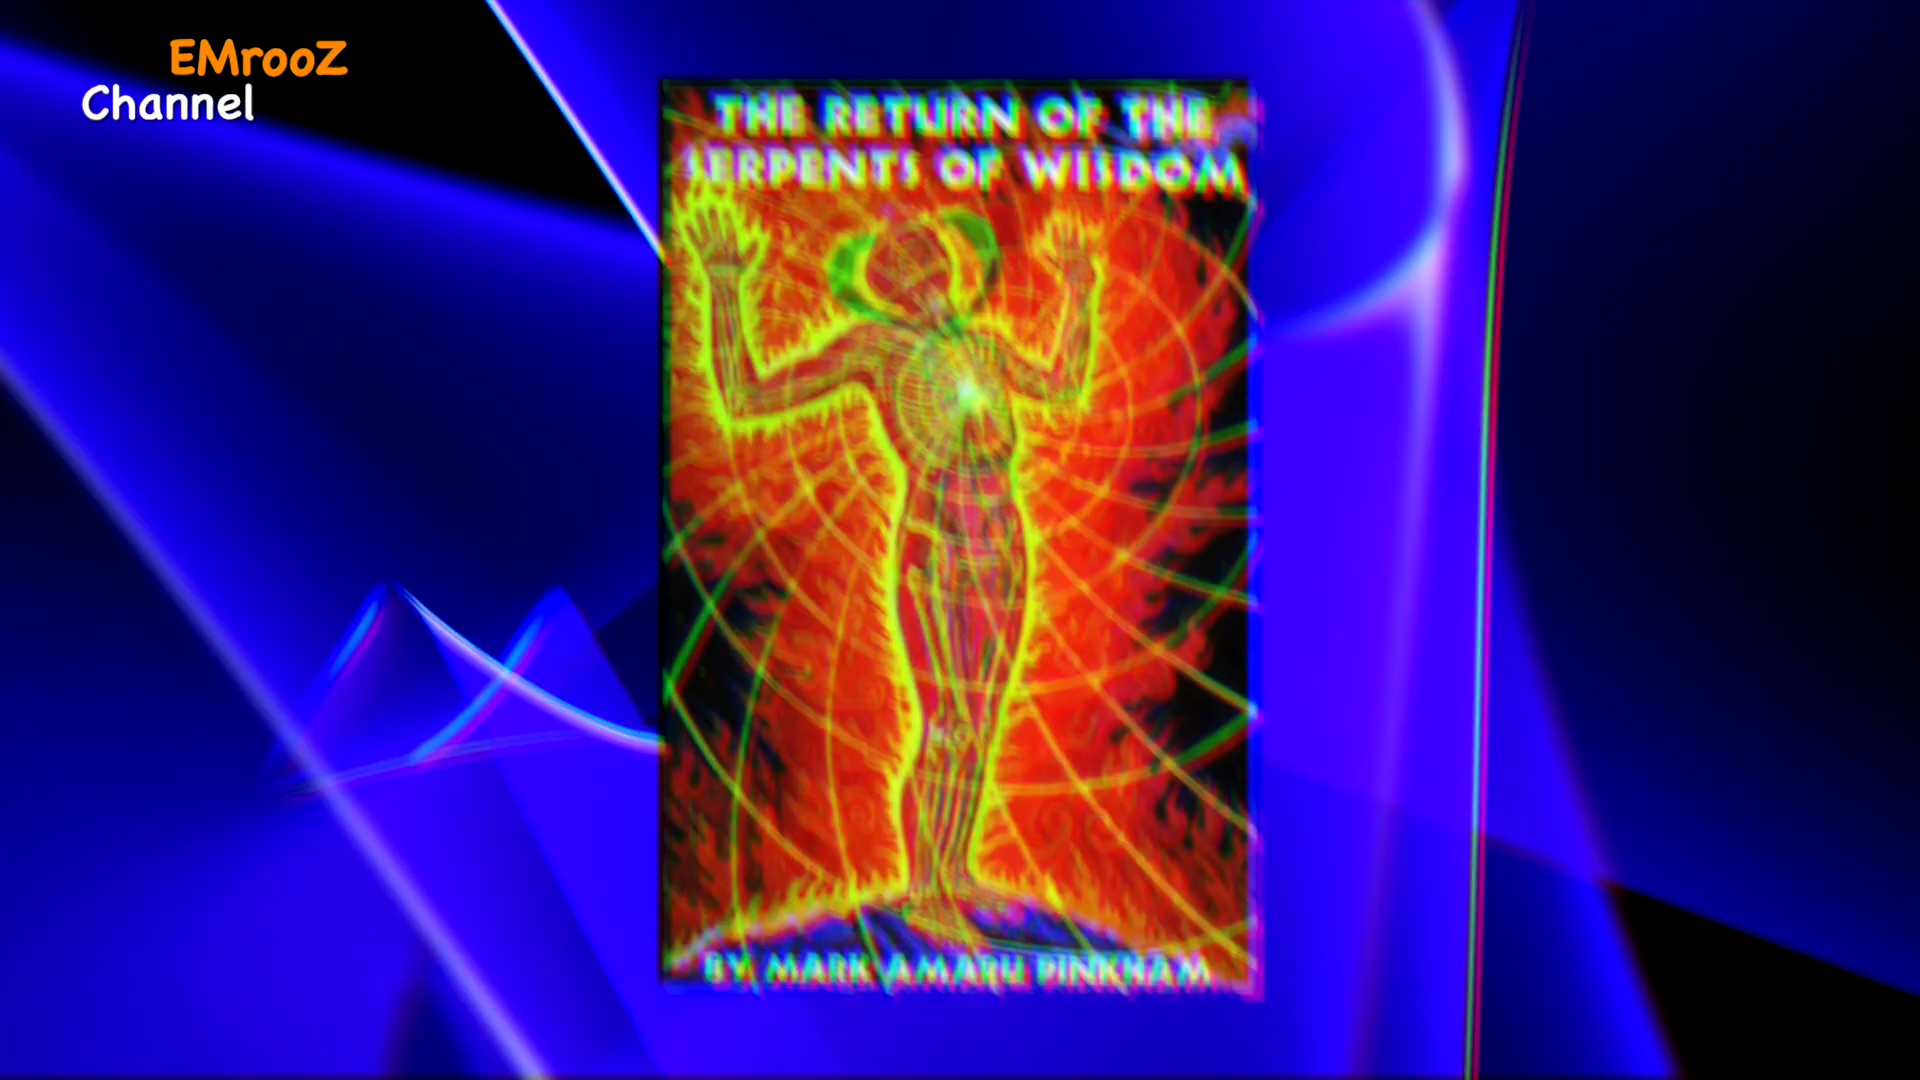 EMrooZ
Channel
THE RETURN OF THE
SERPENTS OF WISDOM
BY MARK AMARU PINKHAM